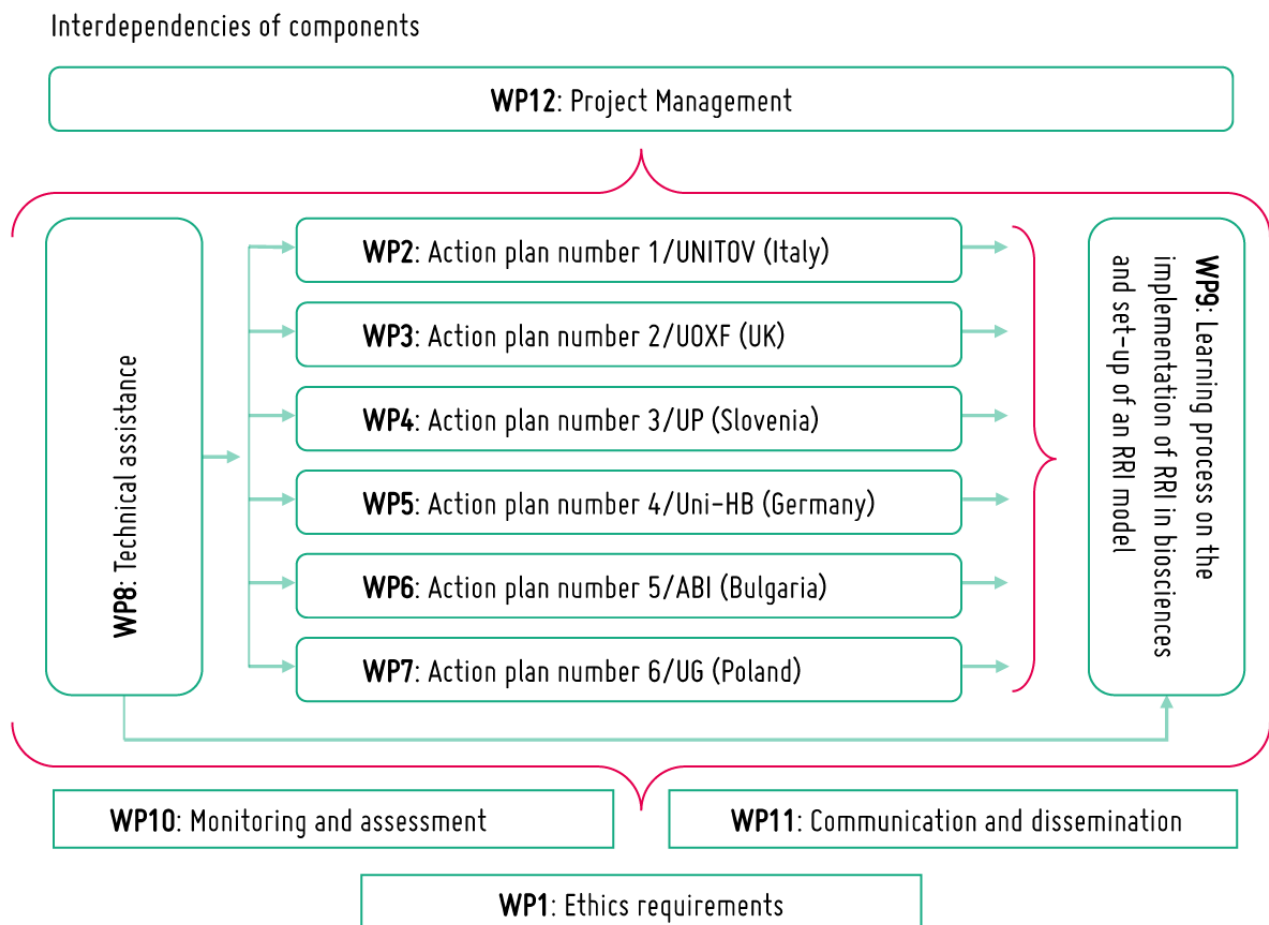 Interdependencies of components
WP12: Project Management
WP8: Technical assistance
WP2: Action plan number 1/UNITOV (Italy)
WP3: Action plan number 2/UOXF (UK)
WP4: Action plan number 3/UP (Slovenia)
WP5: Action plan number 4/Uni-HB (Germany)
WP6: Action plan number 5/ABI (Bulgaria)
WP7: Action plan number 6/UG (Poland)
WP9: Learning process on the
implementation of RRI in biosciences
and set-up of an RRI model
WP10: Monitoring and assessment
WP11: Communication and dissemination
WP1: Ethics requirements